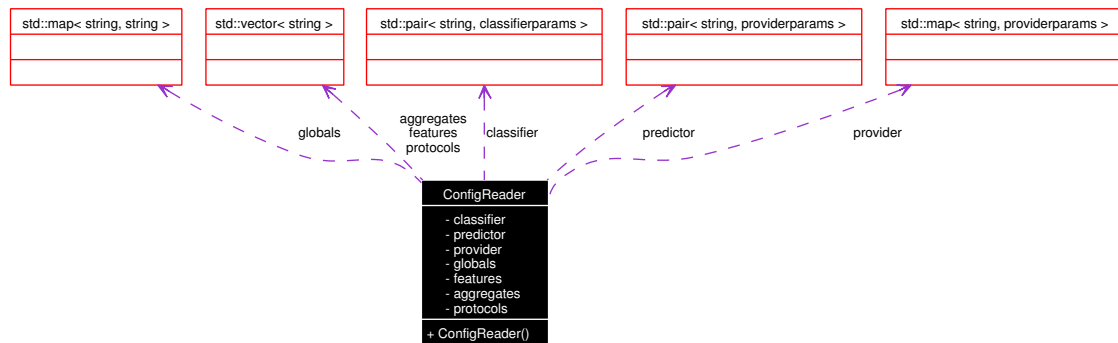 std::map< string, string >
std::vector< string >
std::pair< string, classifierparams >
std::pair< string, providerparams >
std::map< string, providerparams >
globals
aggregates
features
protocols
classifier
predictor
provider
ConfigReader
- classifier
- predictor
- provider
- globals
- features
- aggregates
- protocols
+ ConfigReader()